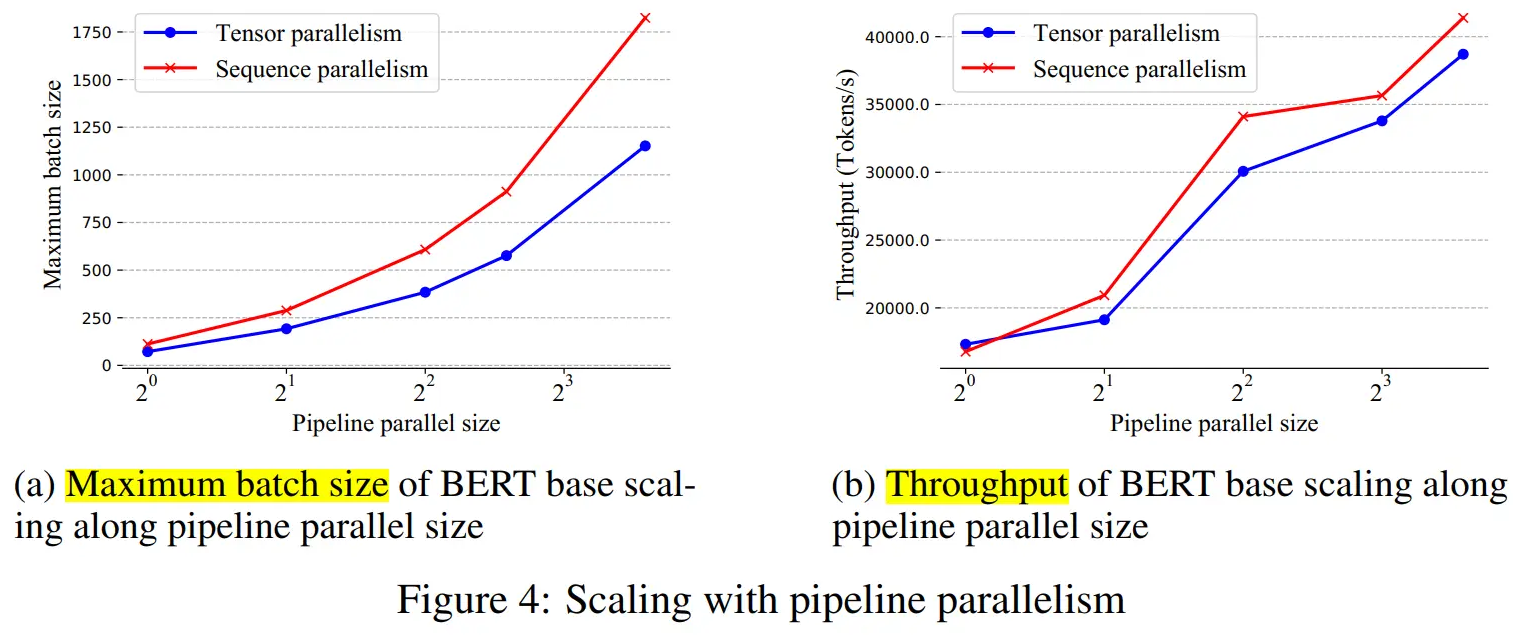 Tensor parallelism
Sequence parallelism
Maximum batch size
1750
1500
1250
1000
750
500
250
0
2^0
2^1
2^2
2^3
Pipeline parallel size
(a) Maximum batch size of BERT base scal-
ing along pipeline parallel size
Tensor parallelism
Sequence parallelism
Throughput (Tokens/s)
40000.0
35000.0
30000.0
25000.0
20000.0
2^0
2^1
2^2
2^3
Pipeline parallel size
(b) Throughput of BERT base scaling along
pipeline parallel size
Figure 4: Scaling with pipeline parallelism